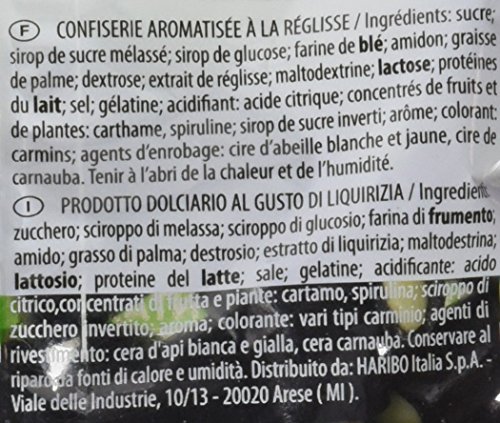 F CONFISERIE AROMATISÉE À LA RÉGLISSE / Ingrédients: sucre;
sirop de sucre mélassé; sirop de glucose; farine de blé; amidon; graisse
de palme; dextrose; extrait de réglisse; maltodextrine; lactose; protéines
du lait; sel; gélatine; acidifiant: acide citrique; concentrés de fruits et
de plantes: carthame, spiruline; sirop de sucre inverti; arôme; colorant:
carmins; agents d'enrobage: cire d'abeille blanche et jaune, cire de
carnauba. Tenir à l'abri de la chaleur et de l'humidité.
I PRODOTTO DOLCIARIO AL GUSTO DI LIQUIRIZIA / Ingredienti:
zucchero; sciroppo di melassa; sciroppo di glucosio; farina di frumento;
amido; grasso di palma; destrosio; estratto di liquirizia; maltodestrina;
lattosio; proteine del latte; sale; gelatine; acidificante: acido
citrico,concentrati di frutta e piante: cartamo, spirulina; sciroppo di
zucchero invertito; aroma; colorante: vari tipi carminio; agenti di
rivestimento: cera d'api bianca e gialla, cera carnauba. Conservare al
riparo da fonti di calore e umidità. Distribuito da: HARIBO Italia S.p.A. -
Viale delle Industrie, 10/13 - 20020 Arese ( MI ).